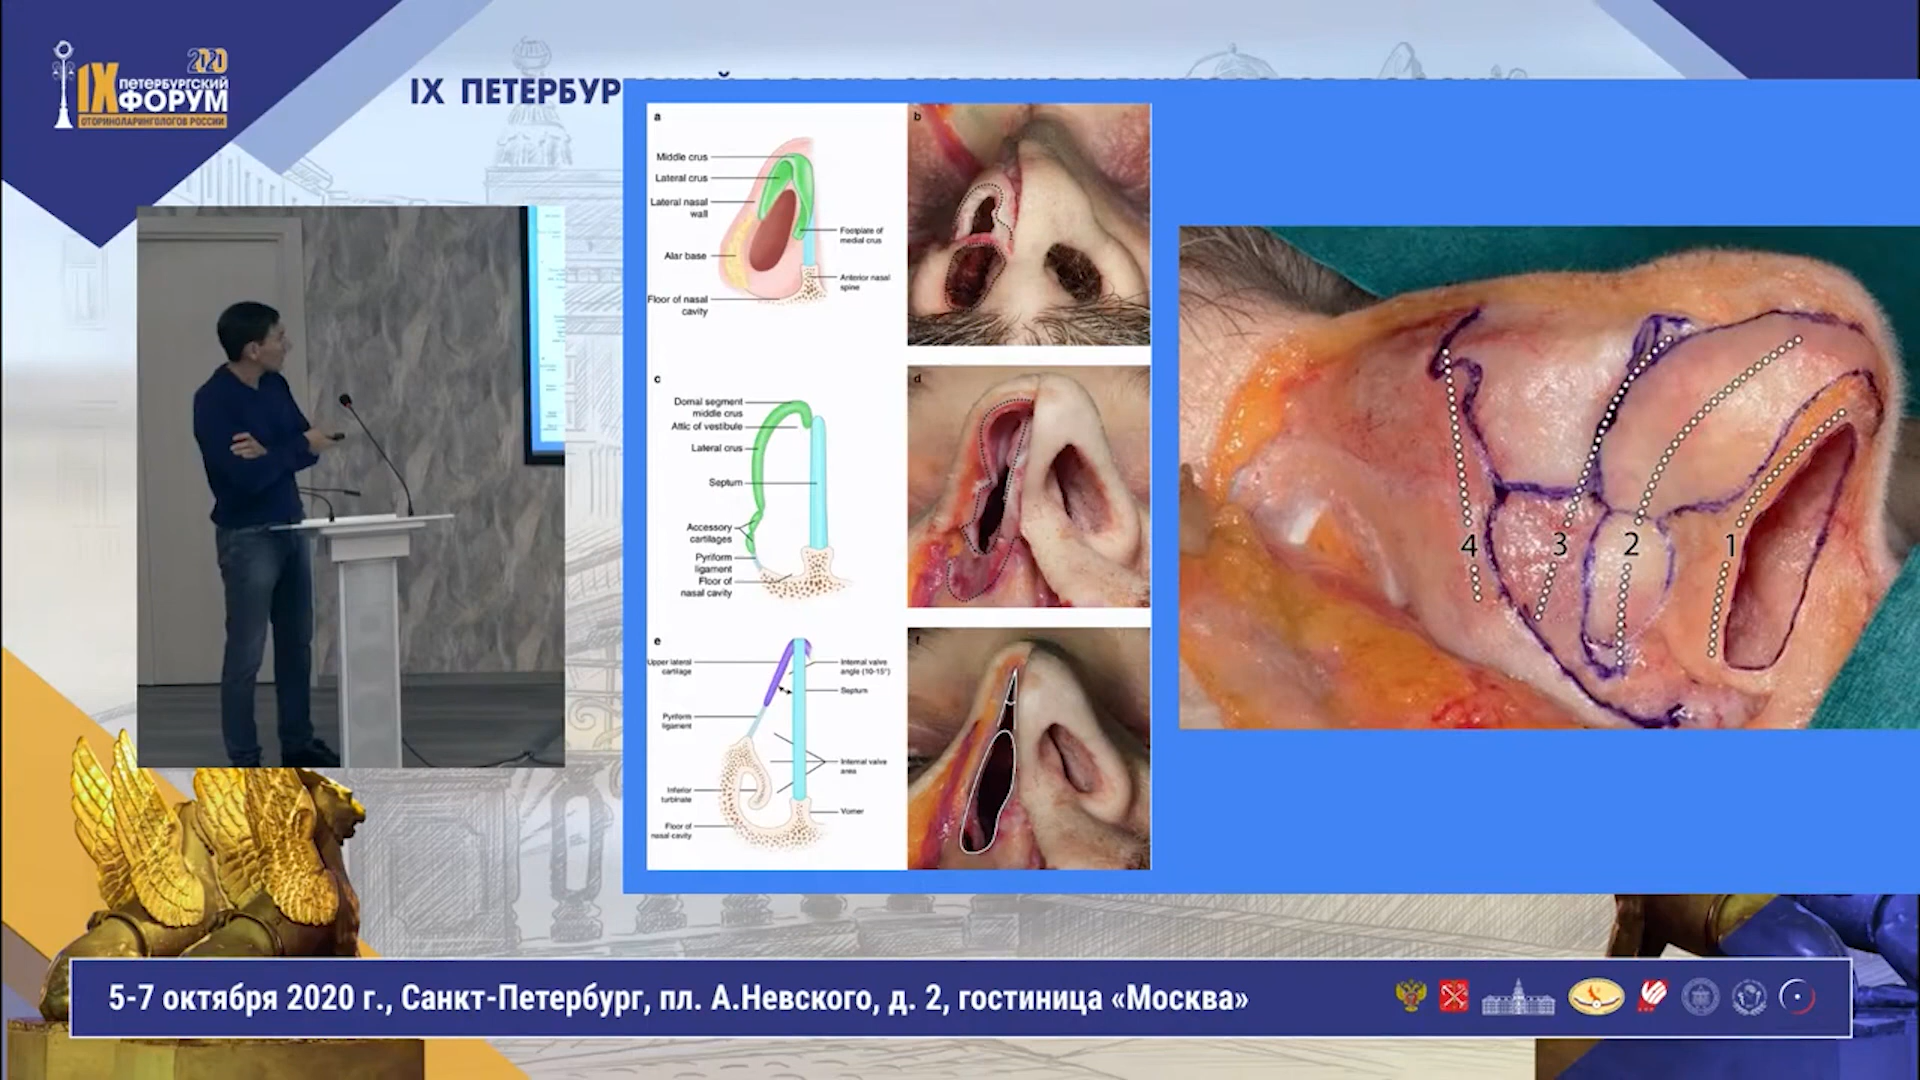 2020
IX ПЕТЕРБУРГСКИЙ
ФОРУМ
ОТОРИНОЛАРИНГОЛОГОВ РОССИИ
IX ПЕТЕРБУР
a
Middle crus
Lateral crus
Lateral nasal
wall
Footplate of
medial crus
Alar base
Anterior nasal
spine
Floor of nasal
cavity
b
c
Domal segment
middle crus
Attic of vestibule
Lateral crus
Septum
Accessory
cartilages
Pyriform
ligament
Floor of
nasal cavity
d
e
Upper lateral
cartilage
Internal valve
angle (10-15°)
Septum
Pyriform
ligament
Internal valve
area
Inferior
turbinate
Vomer
Floor of
nasal cavity
f
4 3 2 1
5-7 октября 2020 г., Санкт-Петербург, пл. А.Невского, д. 2, гостиница «Москва»